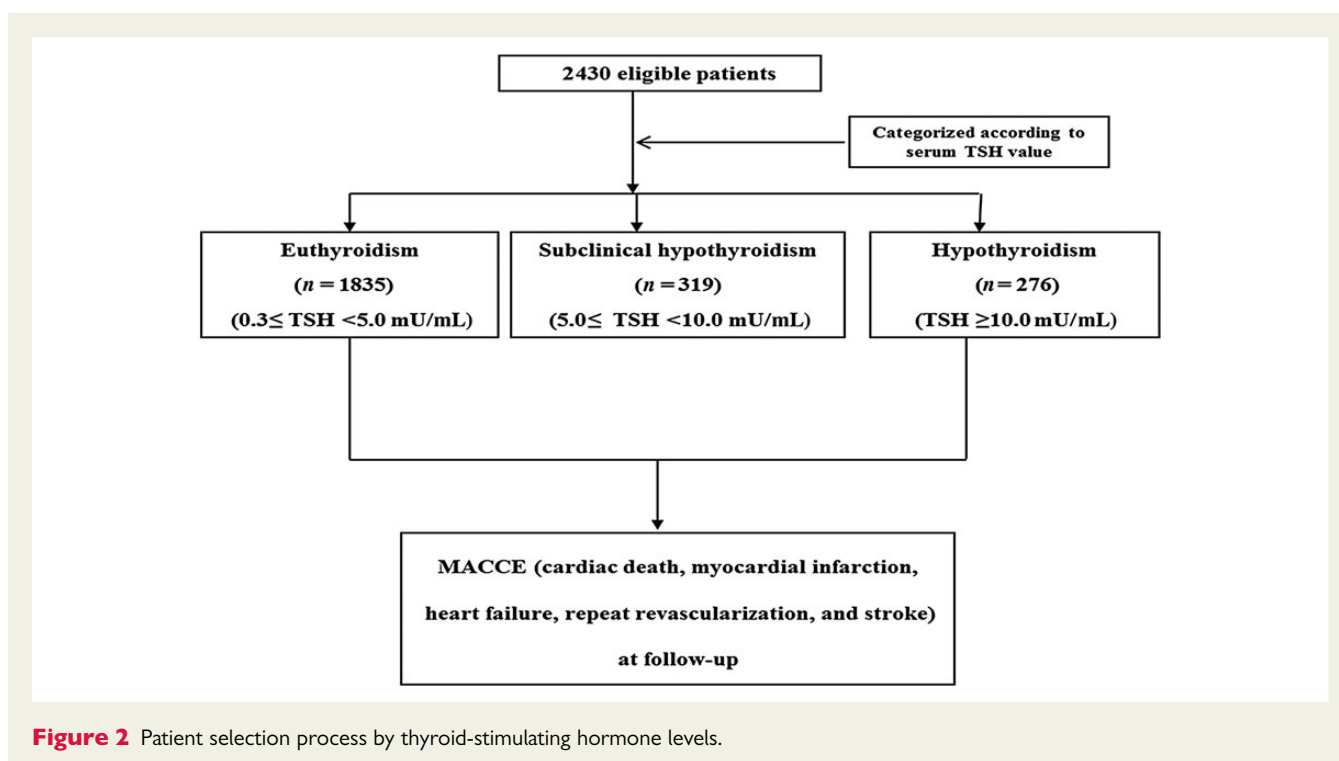 2430 eligible patients
Categorized according to
serum TSH value
Euthyroidism
(n = 1835)
(0.3≤ TSH <5.0 mU/mL)
Subclinical hypothyroidism
(n = 319)
(5.0≤ TSH <10.0 mU/mL)
Hypothyroidism
(n = 276)
(TSH ≥10.0 mU/mL)
MACCE (cardiac death, myocardial infarction,
heart failure, repeat revascularization, and stroke)
at follow-up
Figure 2 Patient selection process by thyroid-stimulating hormone levels.